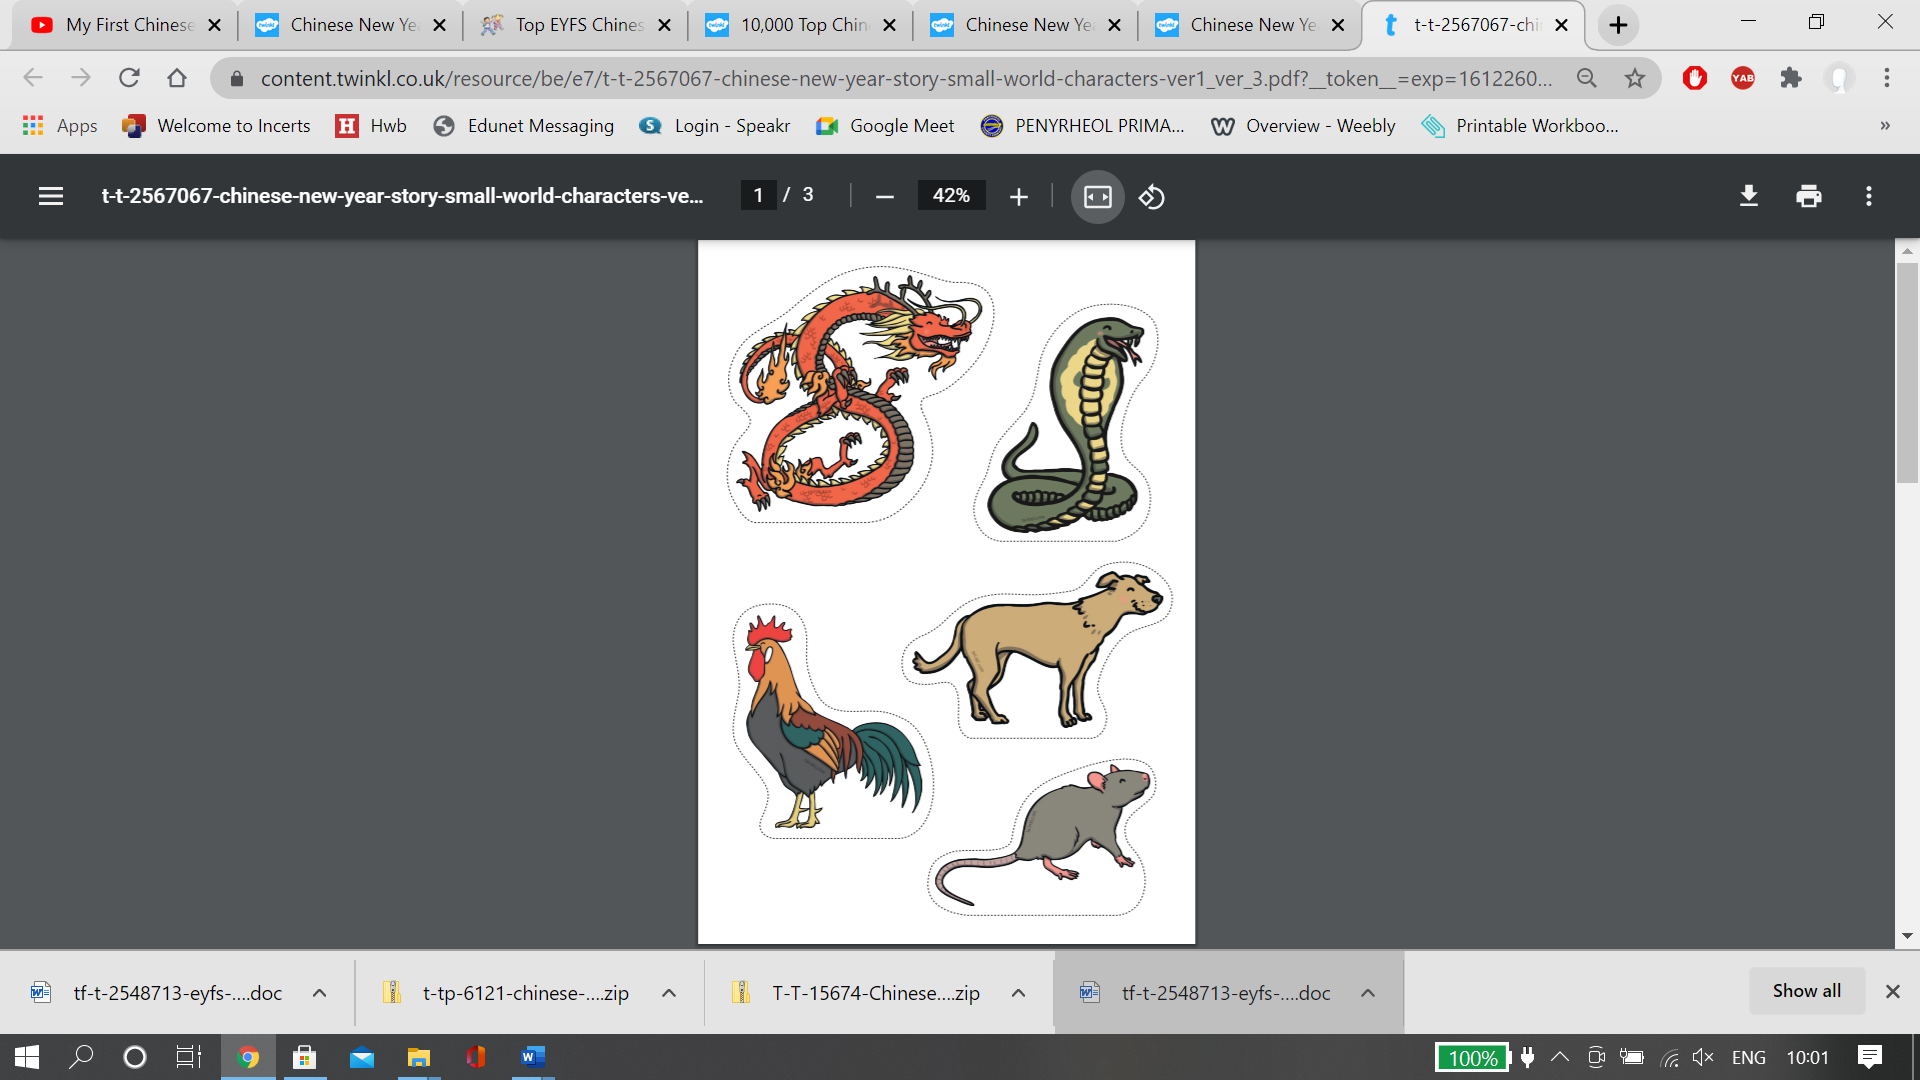 My First Chinese
Chinese New Ye
Top EYFS Chines
10,000 Top Chin
Chinese New Ye
Chinese New Ye
t-t-2567067-chi
content.twinkl.co.uk/resource/be/e7/t-t-2567067-chinese-new-year-story-small-world-characters-ver1_ver_3.pdf?__token__=exp=1612260...
YAB
Apps
Welcome to Incerts
H Hwb
Edunet Messaging
S Login - Speakr
Google Meet
PENYRHEOL PRIMA...
W Overview - Weebly
Printable Workboo...
»
t-t-2567067-chinese-new-year-story-small-world-characters-ve...
1 / 3
42%
tf-t-2548713-eyfs-....doc
t-tp-6121-chinese-....zip
T-T-15674-Chinese....zip
tf-t-2548713-eyfs-....doc
Show all
100%
ENG
10:01